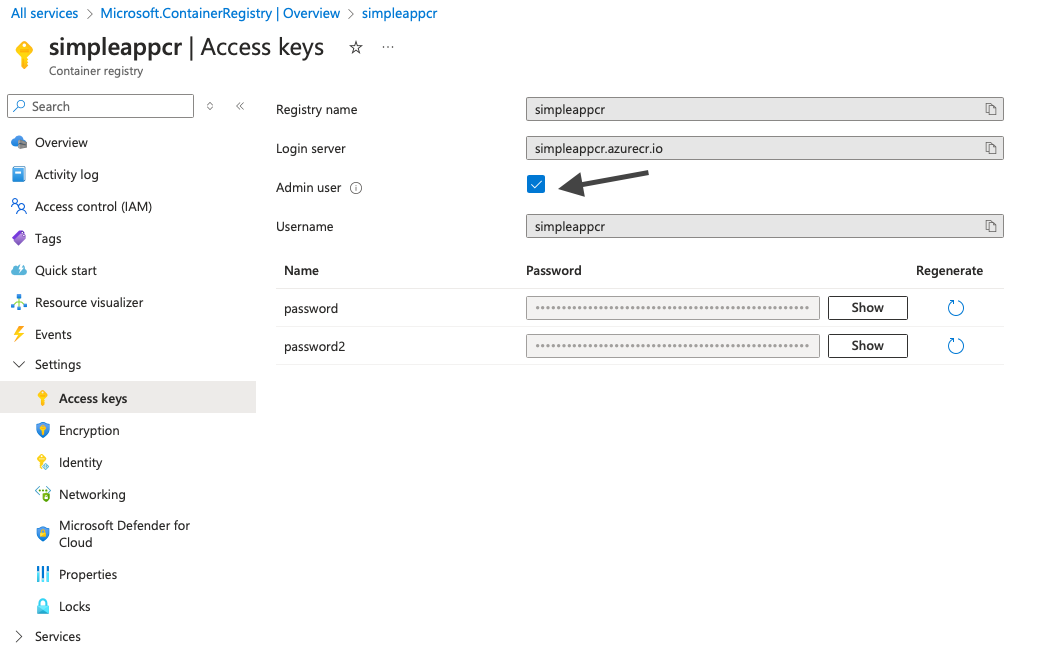 All services > Microsoft.ContainerRegistry | Overview > simpleappcr
simpleappcr | Access keys
Container registry
Search
Overview
Activity log
Access control (IAM)
Tags
Quick start
Resource visualizer
Events
Settings
Access keys
Encryption
Identity
Networking
Microsoft Defender for
Cloud
Properties
Locks
Services
Registry name simpleappcr
Login server simpleappcr.azurecr.io
Admin user
Username simpleappcr
Name Password Regenerate
password Show
password2 Show